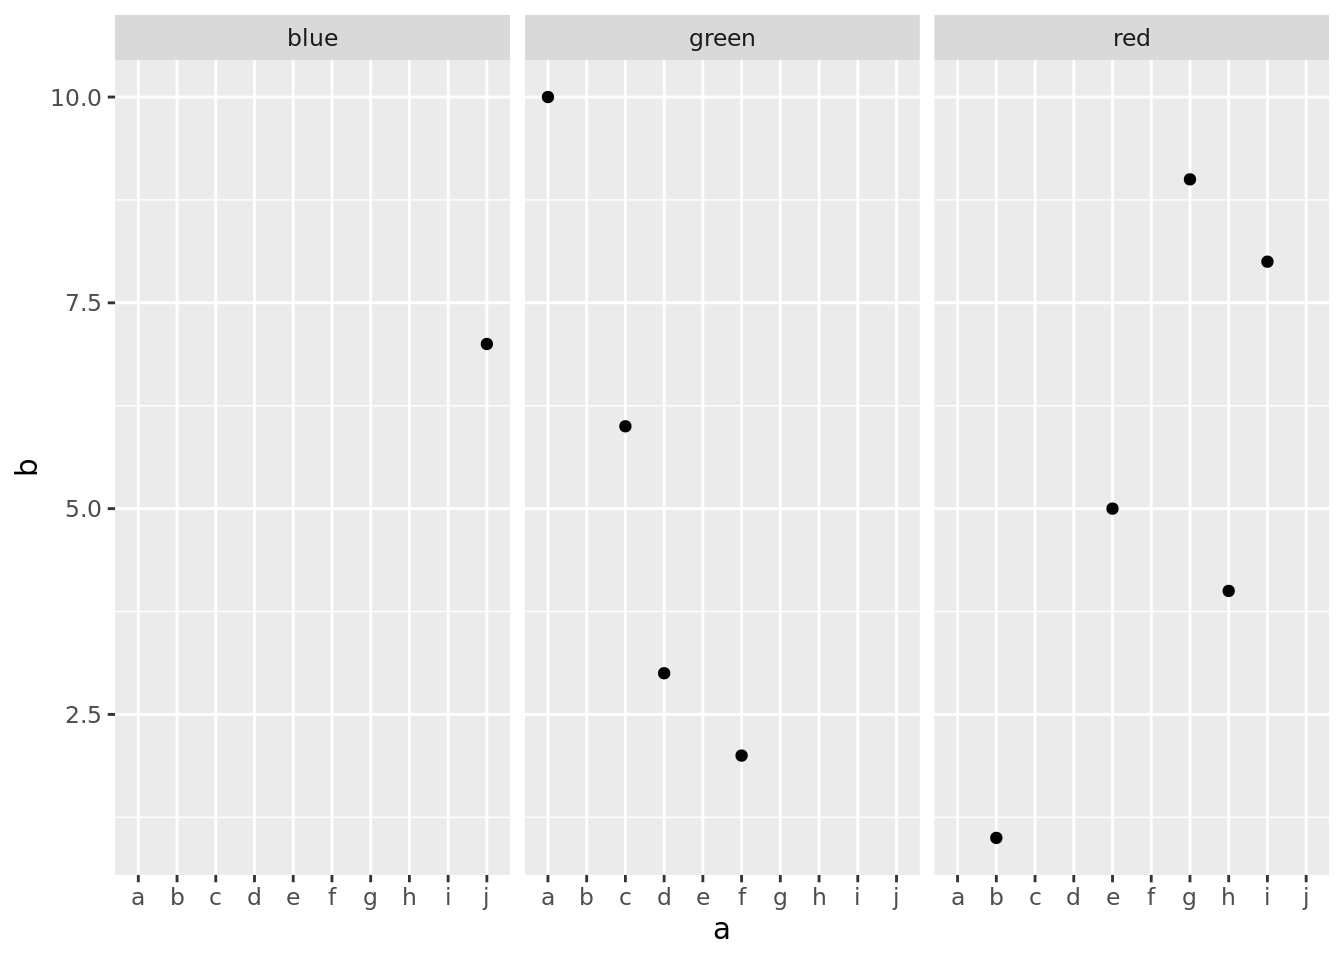 blue green red
10.0
7.5
5.0
2.5
b
a b c d e f g h i j a b c d e f g h i j a b c d e f g h i j
a